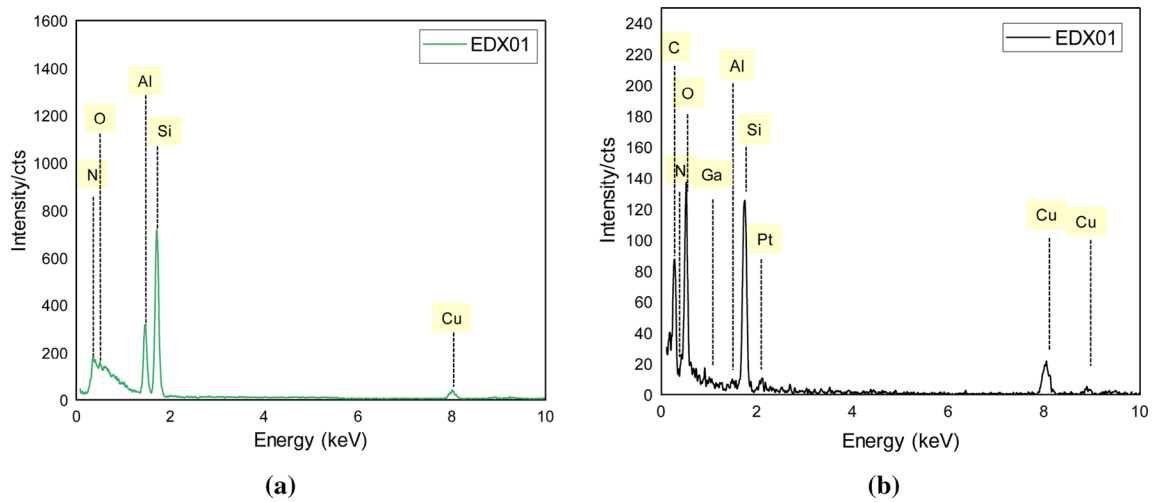 1600
1400
1200
1000
800
600
400
200
0
Intensity/cts
N
O
Al
Si
Cu
EDX01
0 2 4 6 8 10
Energy (keV)
(a)
240
220
200
180
160
140
120
100
80
60
40
20
0
Intensity/cts
C
O
N
Ga
Al
Si
Pt
Cu
Cu
EDX01
0 2 4 6 8 10
Energy (keV)
(b)